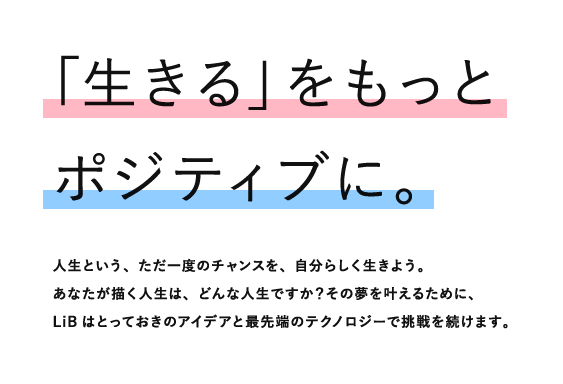 「生きる」をもっと
ポジティブに。
人生という、ただ一度のチャンスを、自分らしく生きよう。
あなたが描く人生は、どんな人生ですか？その夢を叶えるために、
LiBはとっておきのアイデアと最先端のテクノロジーで挑戦を続けます。